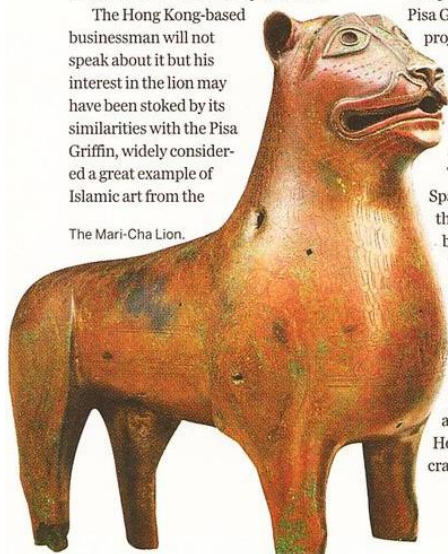 The Hong Kong-based
businessman will not
speak about it but his
interest in the lion may
have been stoked by its
similarities with the Pisa
Griffin, widely consider-
ed a great example of
Islamic art from the
The Mari-Cha Lion.
Pisa G
pro
Spa
th
b
a
He
cra